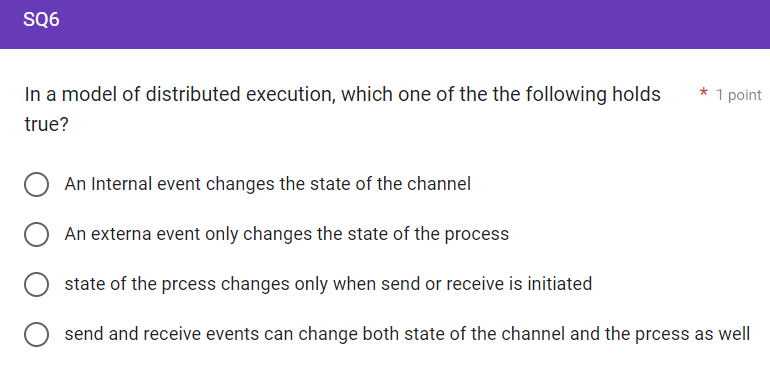 SQ6
In a model of distributed execution, which one of the the following holds
true?
* 1 point
An Internal event changes the state of the channel
An externa event only changes the state of the process
state of the prcess changes only when send or receive is initiated
send and receive events can change both state of the channel and the prcess as well